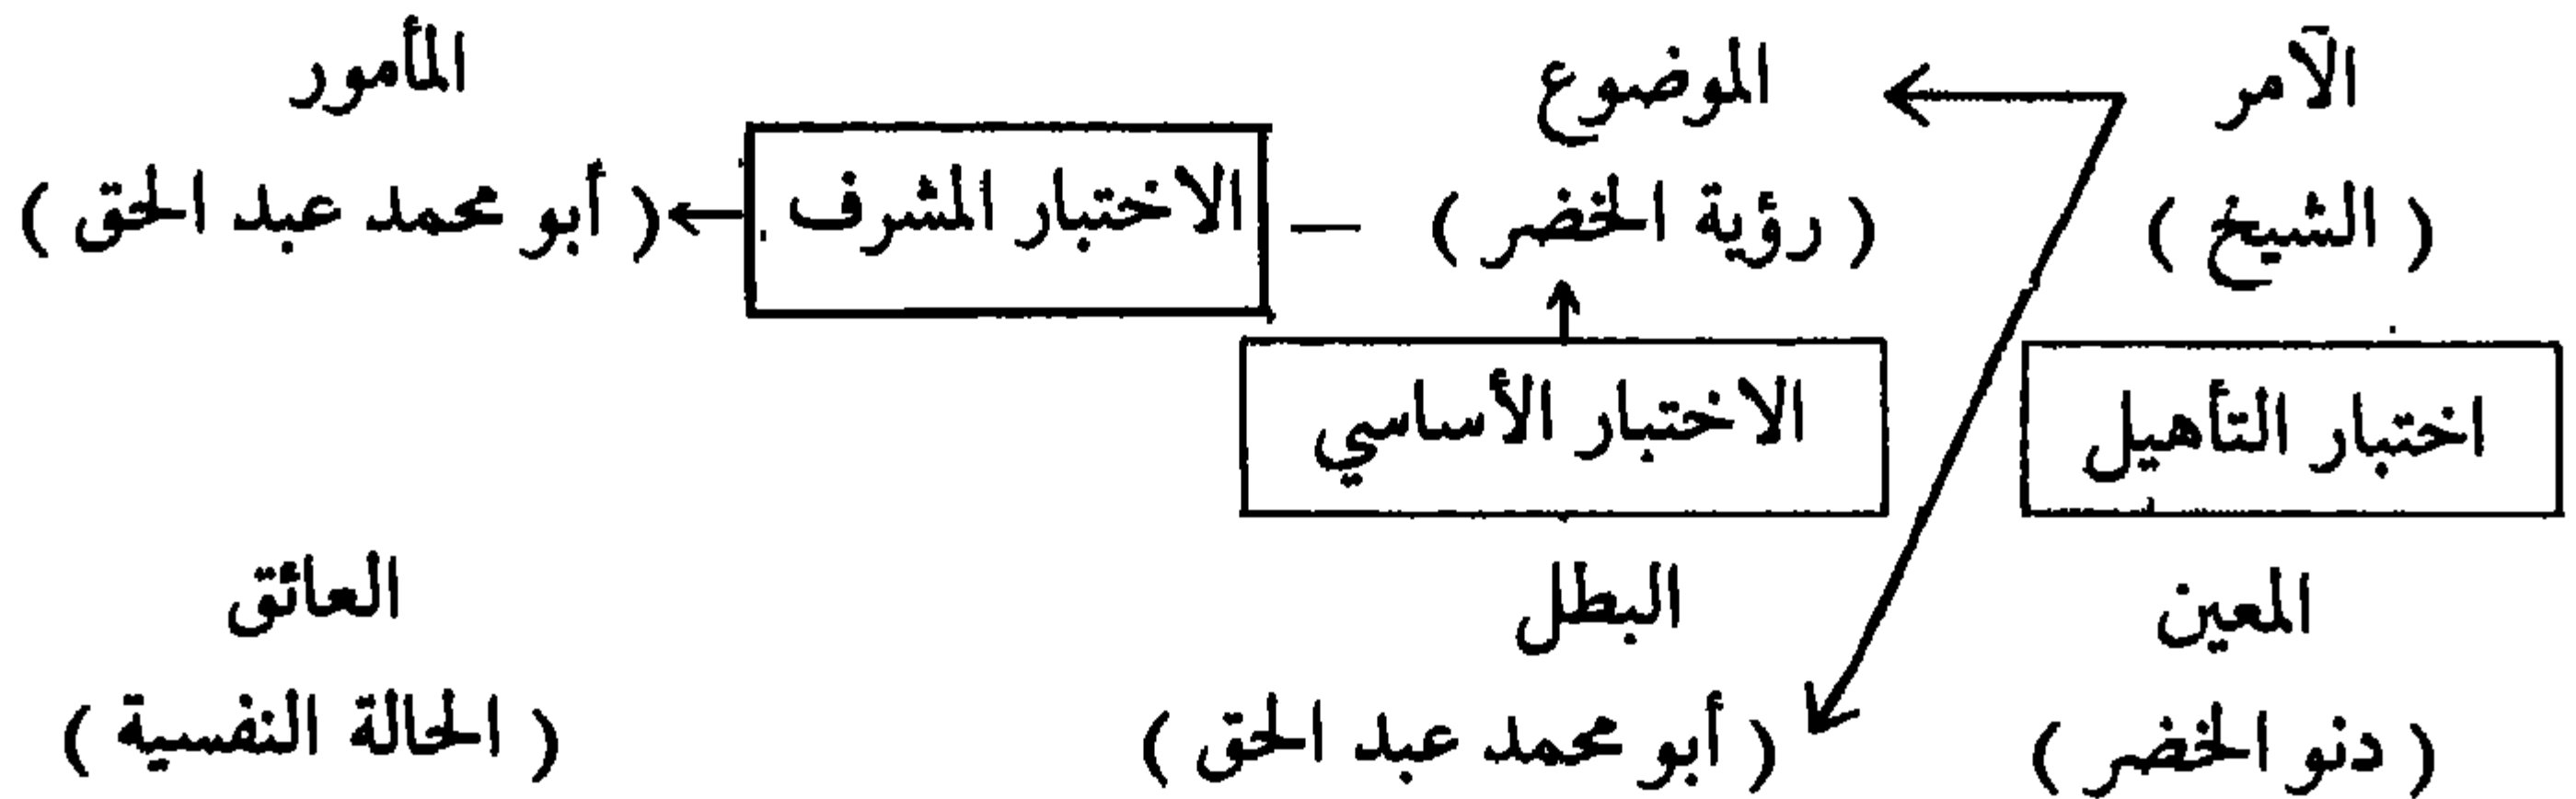 الآمر الموضوع المأمور
( الشيخ ) ( رؤية الخضر ) – الاختبار المشرف ( أبو محمد عبد الحق )
اختبار التأهيل الاختبار الأساسي
المعين البطل العائق
( دنو الخضر ) ( أبو محمد عبد الحق ) ( الحالة النفسية )